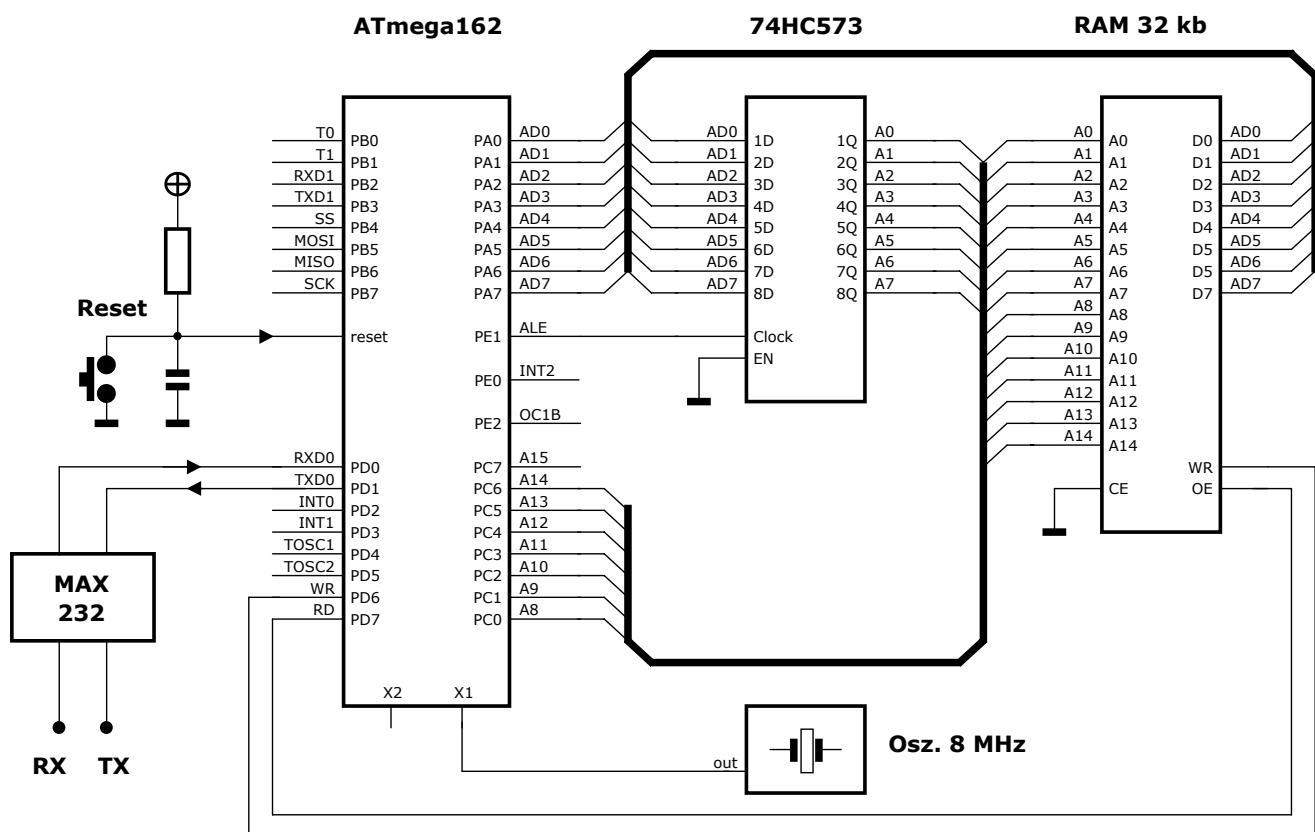 ATmega162
74HC573
RAM 32 kb
T0
T1
RXD1
TXD1
SS
MOSI
MISO
SCK
PB0
PB1
PB2
PB3
PB4
PB5
PB6
PB7
PA0
PA1
PA2
PA3
PA4
PA5
PA6
PA7
AD0
AD1
AD2
AD3
AD4
AD5
AD6
AD7
AD0
AD1
AD2
AD3
AD4
AD5
AD6
AD7
1D
2D
3D
4D
5D
6D
7D
8D
1Q
2Q
3Q
4Q
5Q
6Q
7Q
8Q
A0
A1
A2
A3
A4
A5
A6
A7
A0
A1
A2
A3
A4
A5
A6
A7
A8
A9
A10
A11
A12
A13
A14
A0
A1
A2
A3
A4
A5
A6
A7
A8
A9
A10
A11
A12
A13
A14
D0
D1
D2
D3
D4
D5
D5
D7
AD0
AD1
AD2
AD3
AD4
AD5
AD6
AD7
Reset
reset
PE1
ALE
Clock
EN
PE0
INT2
PE2
OC1B
RXD0
TXD0
INT0
INT1
TOSC1
TOSC2
WR
RD
PD0
PD1
PD2
PD3
PD4
PD5
PD6
PD7
PC7
PC6
PC5
PC4
PC3
PC2
PC1
PC0
A15
A14
A13
A12
A11
A10
A9
A8
CE
WR
OE
MAX
232
X2
X1
RX
TX
out
Osz. 8 MHz